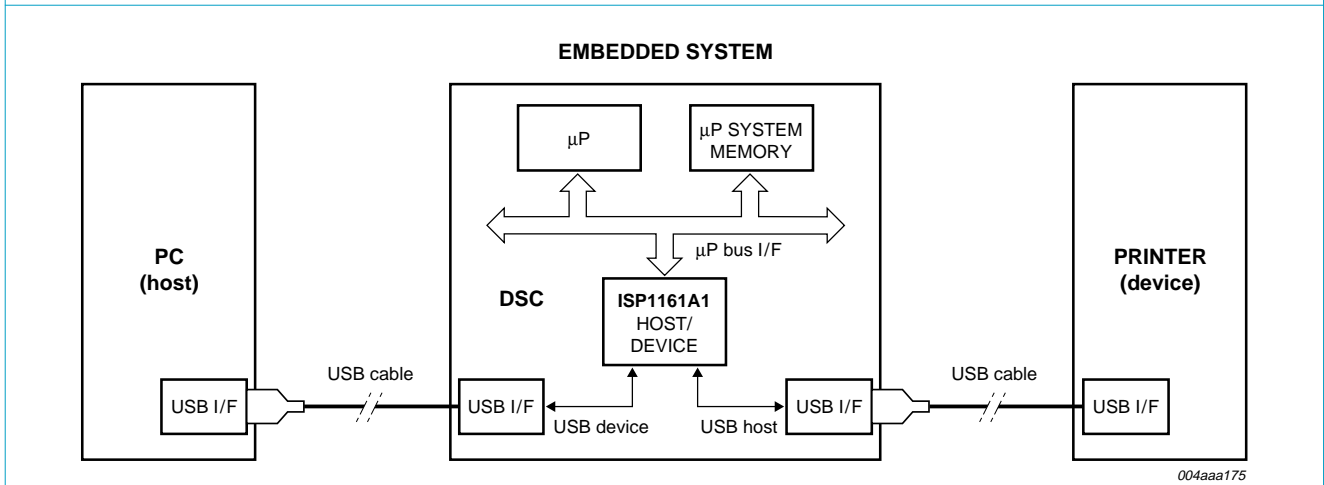 EMBEDDED SYSTEM
PC
(host)
USB I/F
USB cable
μP
μP SYSTEM
MEMORY
μP bus I/F
DSC
ISP1161A1
HOST/
DEVICE
USB I/F
USB device
USB host
USB I/F
USB cable
PRINTER
(device)
USB I/F
004aaa175